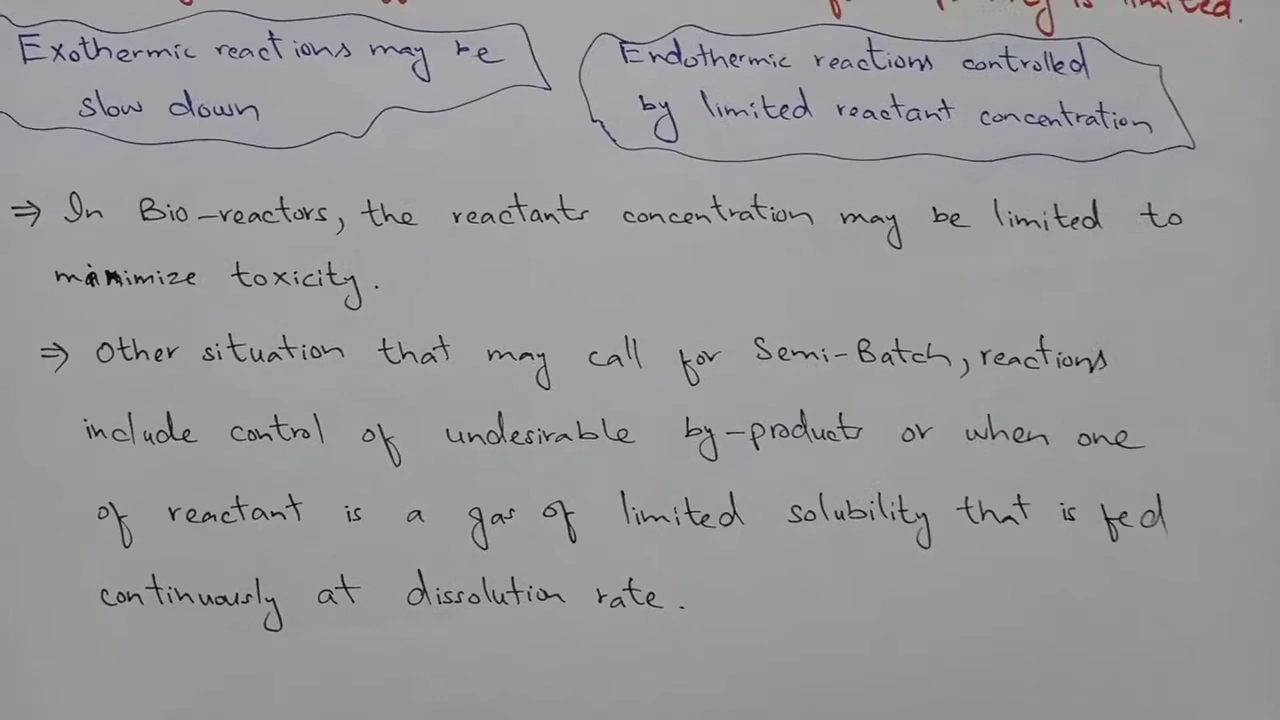 is limited.
Exothermic reactions may be
slow down
Endothermic reactions controlled
by limited reactant concentration
⇒ In Bio-reactors, the reactants concentration may be limited to
minimize toxicity.
⇒ Other situation that may call for Semi-Batch, reactions
include control of undesirable by-products or when one
of reactant is a gas of limited solubility that is fed
continuously at dissolution rate.